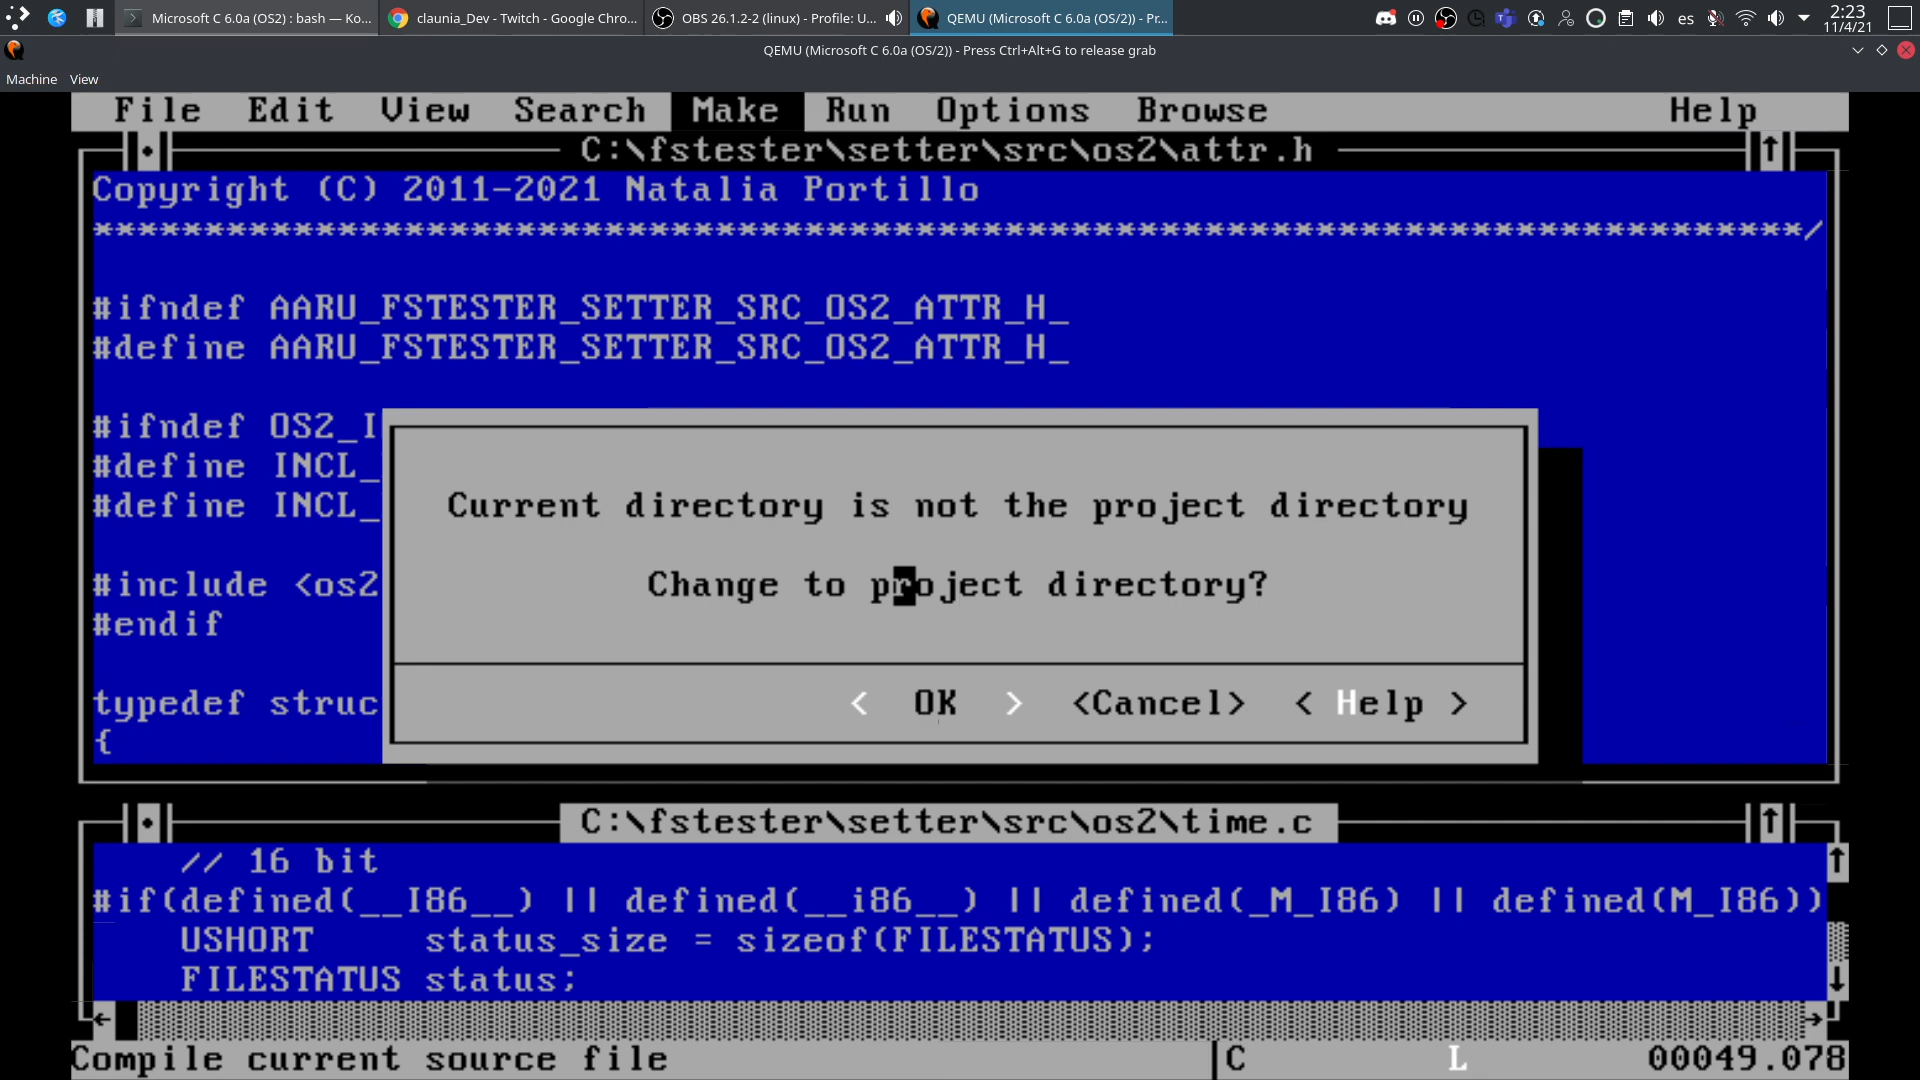 Microsoft C 6.0a (OS2) : bash — Ko...
claunia_Dev - Twitch - Google Chro...
OBS 26.1.2-2 (linux) - Profile: U...
QEMU (Microsoft C 6.0a (OS/2)) - Pr...
es
2:23
11/4/21
QEMU (Microsoft C 6.0a (OS/2)) - Press Ctrl+Alt+G to release grab
Machine View
File Edit View Search Make Run Options Browse Help
C:\fstester\setter\src\os2\attr.h
Copyright (C) 2011-2021 Natalia Portillo
******************************************************************************/
#ifndef AARU_FSTESTER_SETTER_SRC_OS2_ATTR_H_
#define AARU_FSTESTER_SETTER_SRC_OS2_ATTR_H_
#ifndef OS2_I
#define INCL_
#define INCL_
#include <os2
#endif
typedef struc
{
Current directory is not the project directory
Change to project directory?
< OK > <Cancel> < Help >
C:\fstester\setter\src\os2\time.c
// 16 bit
#if(defined(__I86__) || defined(__i86__) || defined(_M_I86) || defined(M_I86))
USHORT status_size = sizeof(FILESTATUS);
FILESTATUS status;
Compile current source file
C L 00049.078